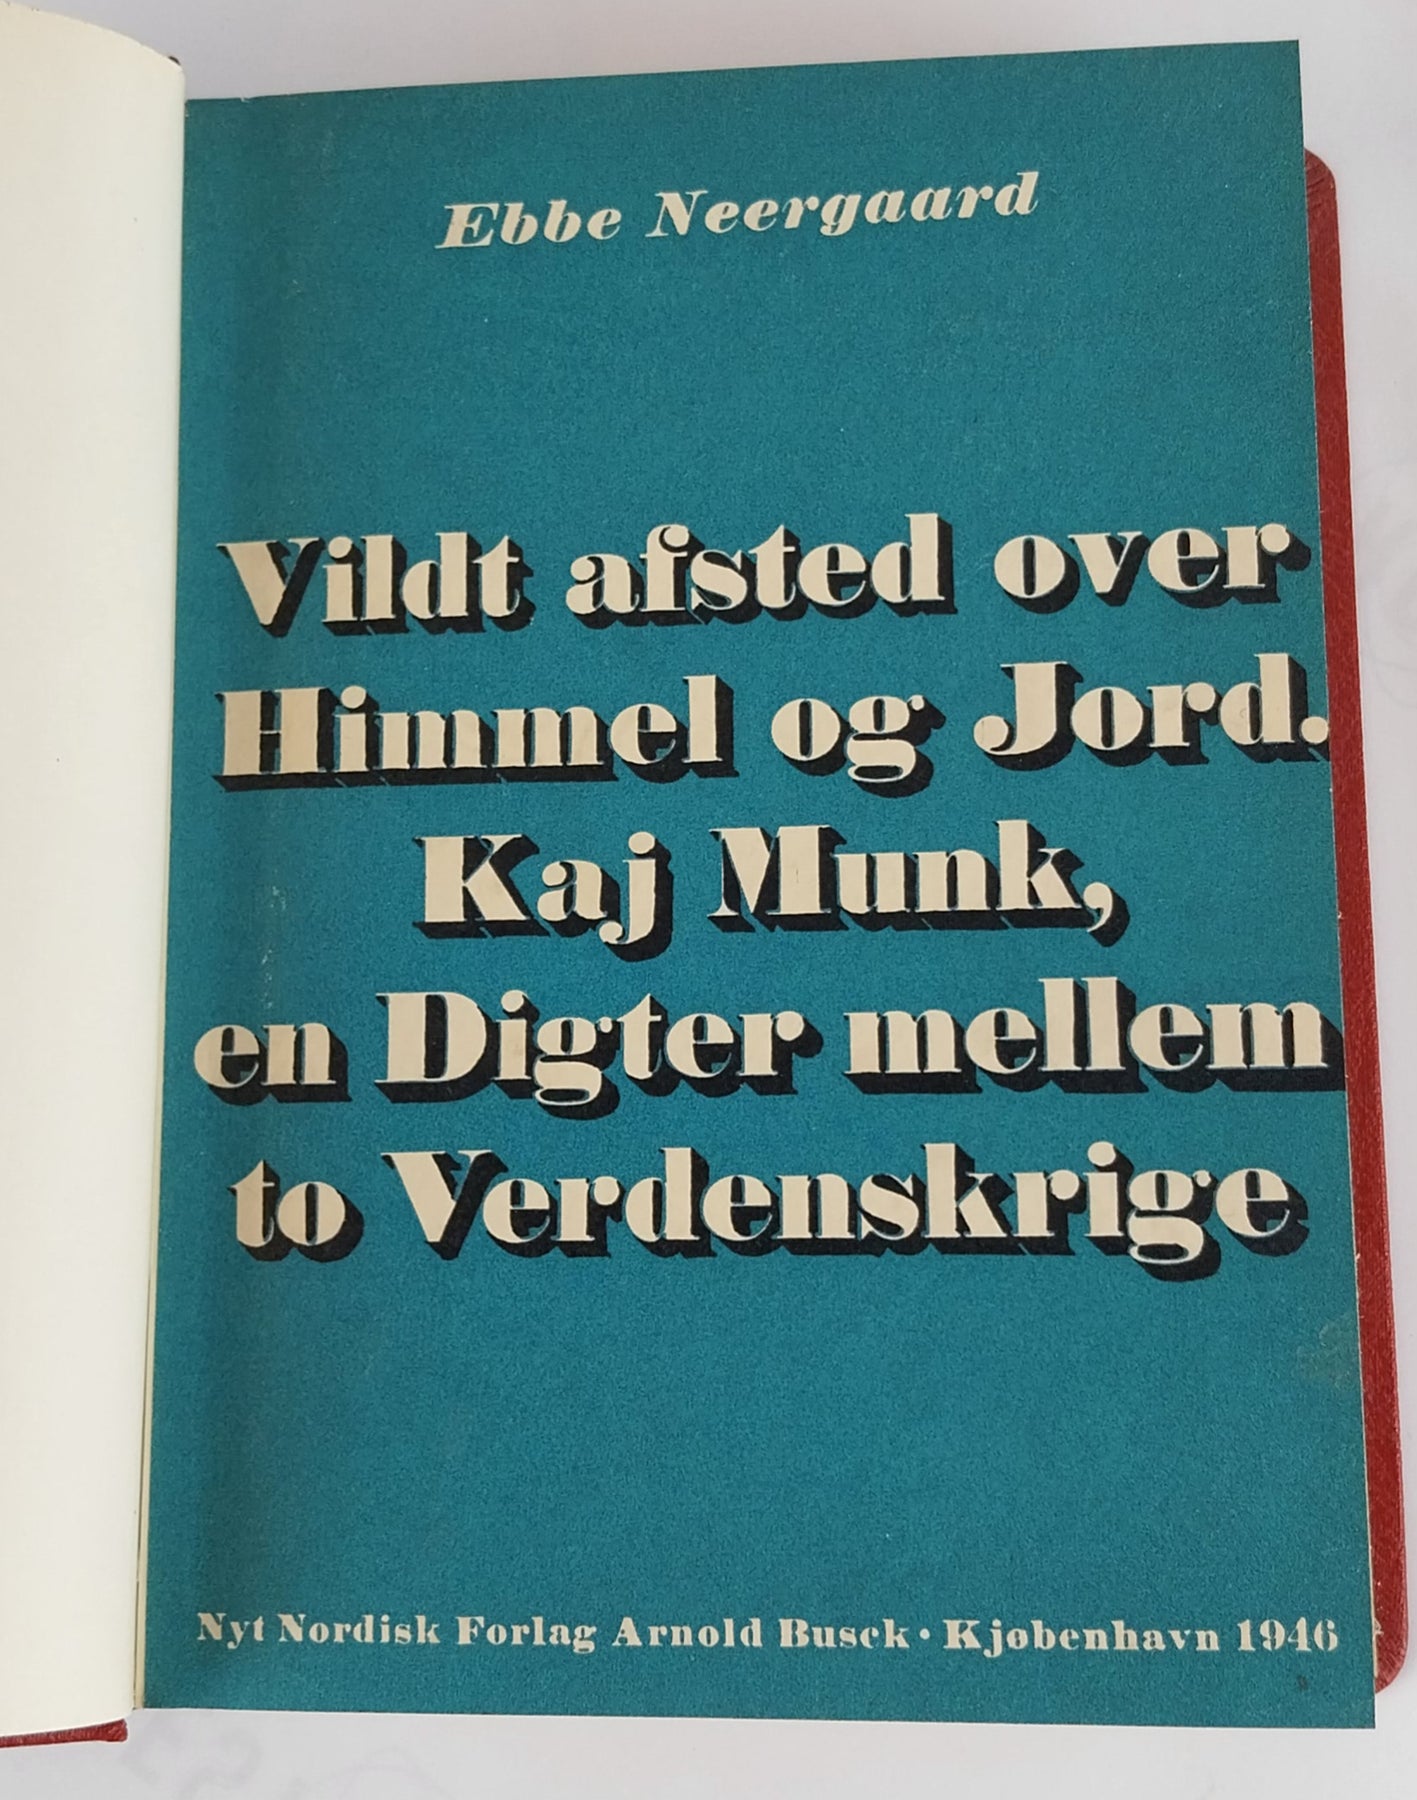 Ebbe Neergaard
Vildt afsted over
Himmel og Jord.
Kaj Munk,
en Digter mellem
to Verdenskrige
Nyt Nordisk Forlag Arnold Busck • Kjøbenhavn 1946